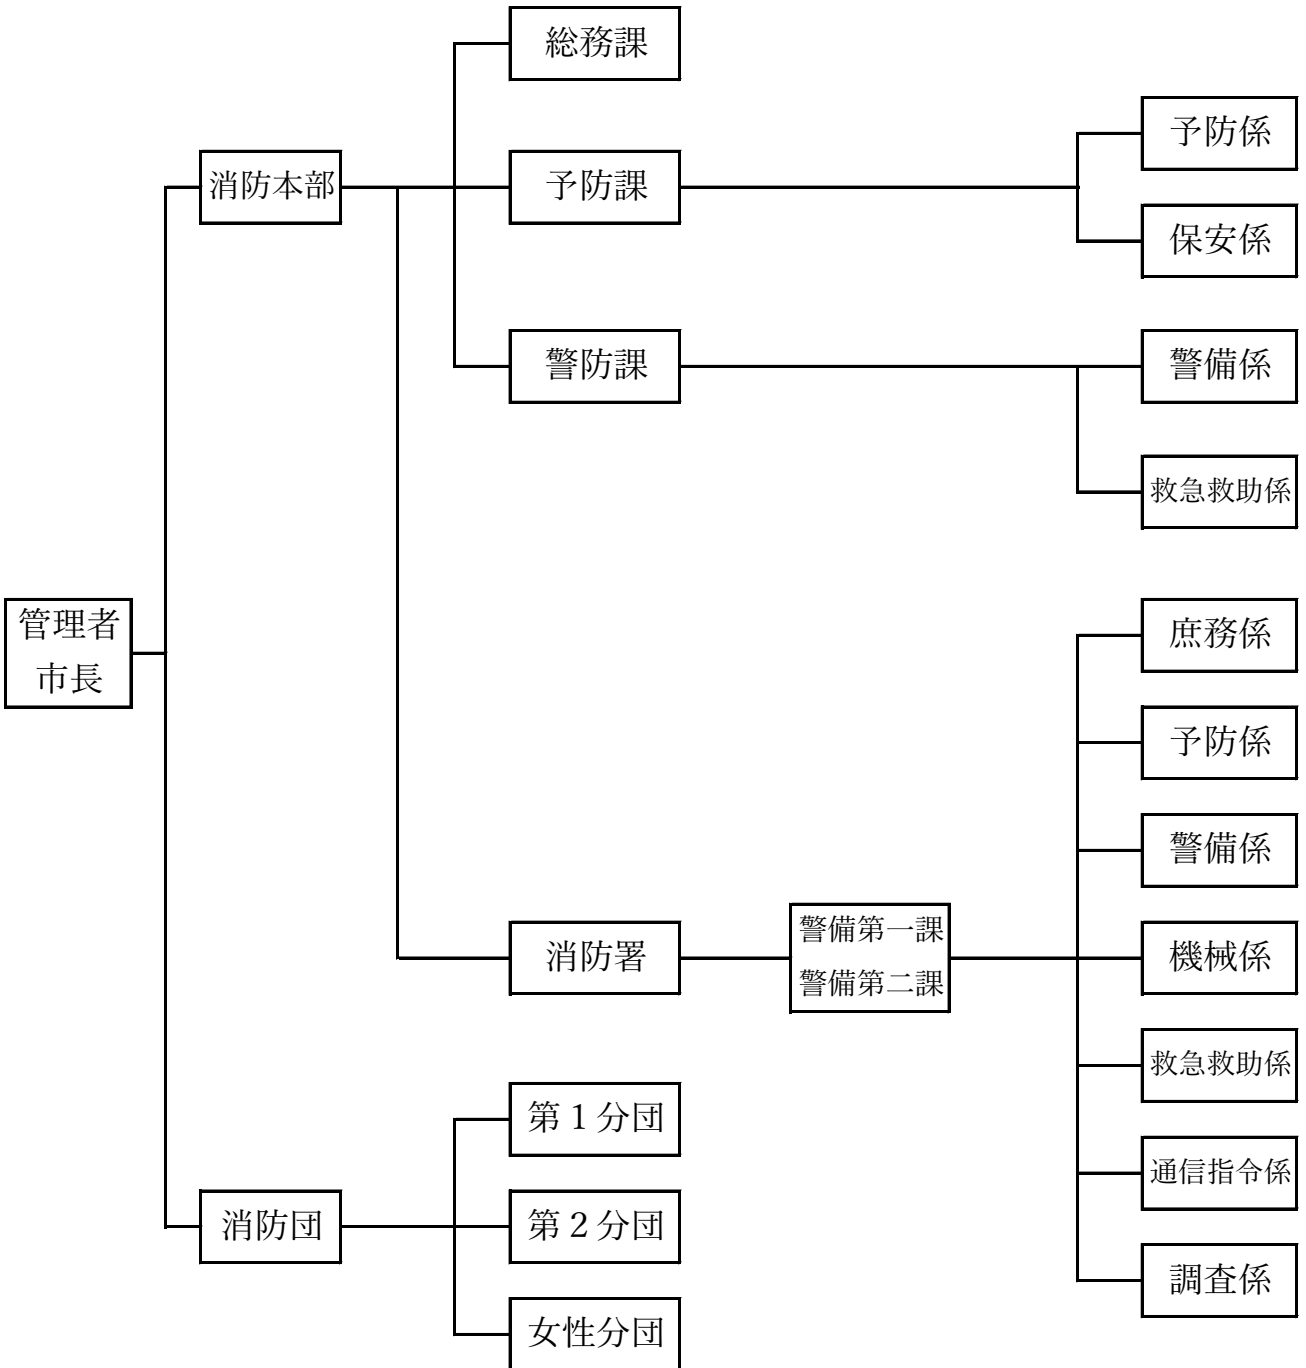 総務課
予防係
消防本部
予防課
保安係
警防課
警備係
救急救助係
管理者
市長
庶務係
予防係
警備係
消防署
警備第一課
警備第二課
機械係
救急救助係
第１分団
通信指令係
消防団
第２分団
調査係
女性分団